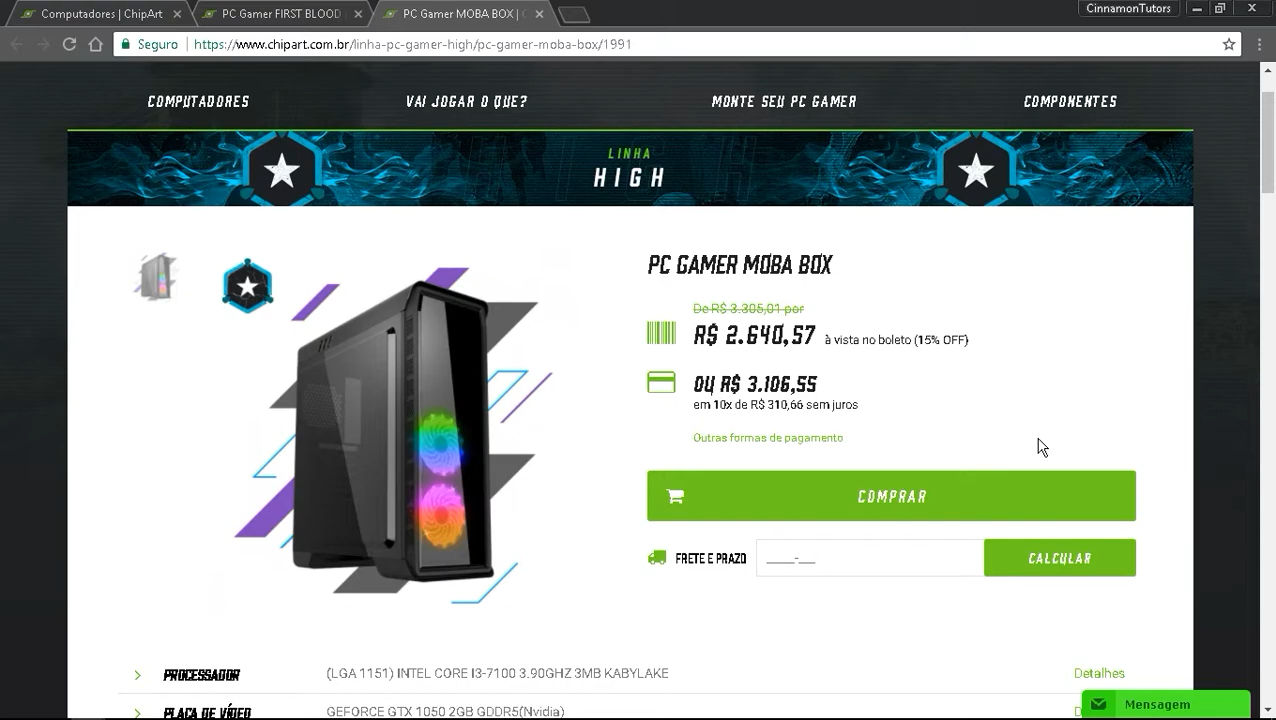 Computadores | ChipArt
PC Gamer FIRST BLOOD
PC Gamer MOBA BOX | C
CinnamonTutors
Seguro
https://www.chipart.com.br/linha-pc-gamer-high/pc-gamer-moba-box/1991
COMPUTADORES
VAI JOGAR O QUE?
MONTE SEU PC GAMER
COMPONENTES
LINHA
HIGH
PC GAMER MOBA BOX
De R$ 3.305,01 por
R$ 2.640,57 à vista no boleto (15% OFF)
OU R$ 3.106,55
em 10x de R$ 310,66 sem juros
Outras formas de pagamento
COMPRAR
FRETE E PRAZO _____-___ CALCULAR
PROCESSADOR (LGA 1151) INTEL CORE I3-7100 3.90GHZ 3MB KABYLAKE Detalhes
PLACA DE VÍDEO GEFORCE GTX 1050 2GB GDDR5(Nvidia)
Mensagem